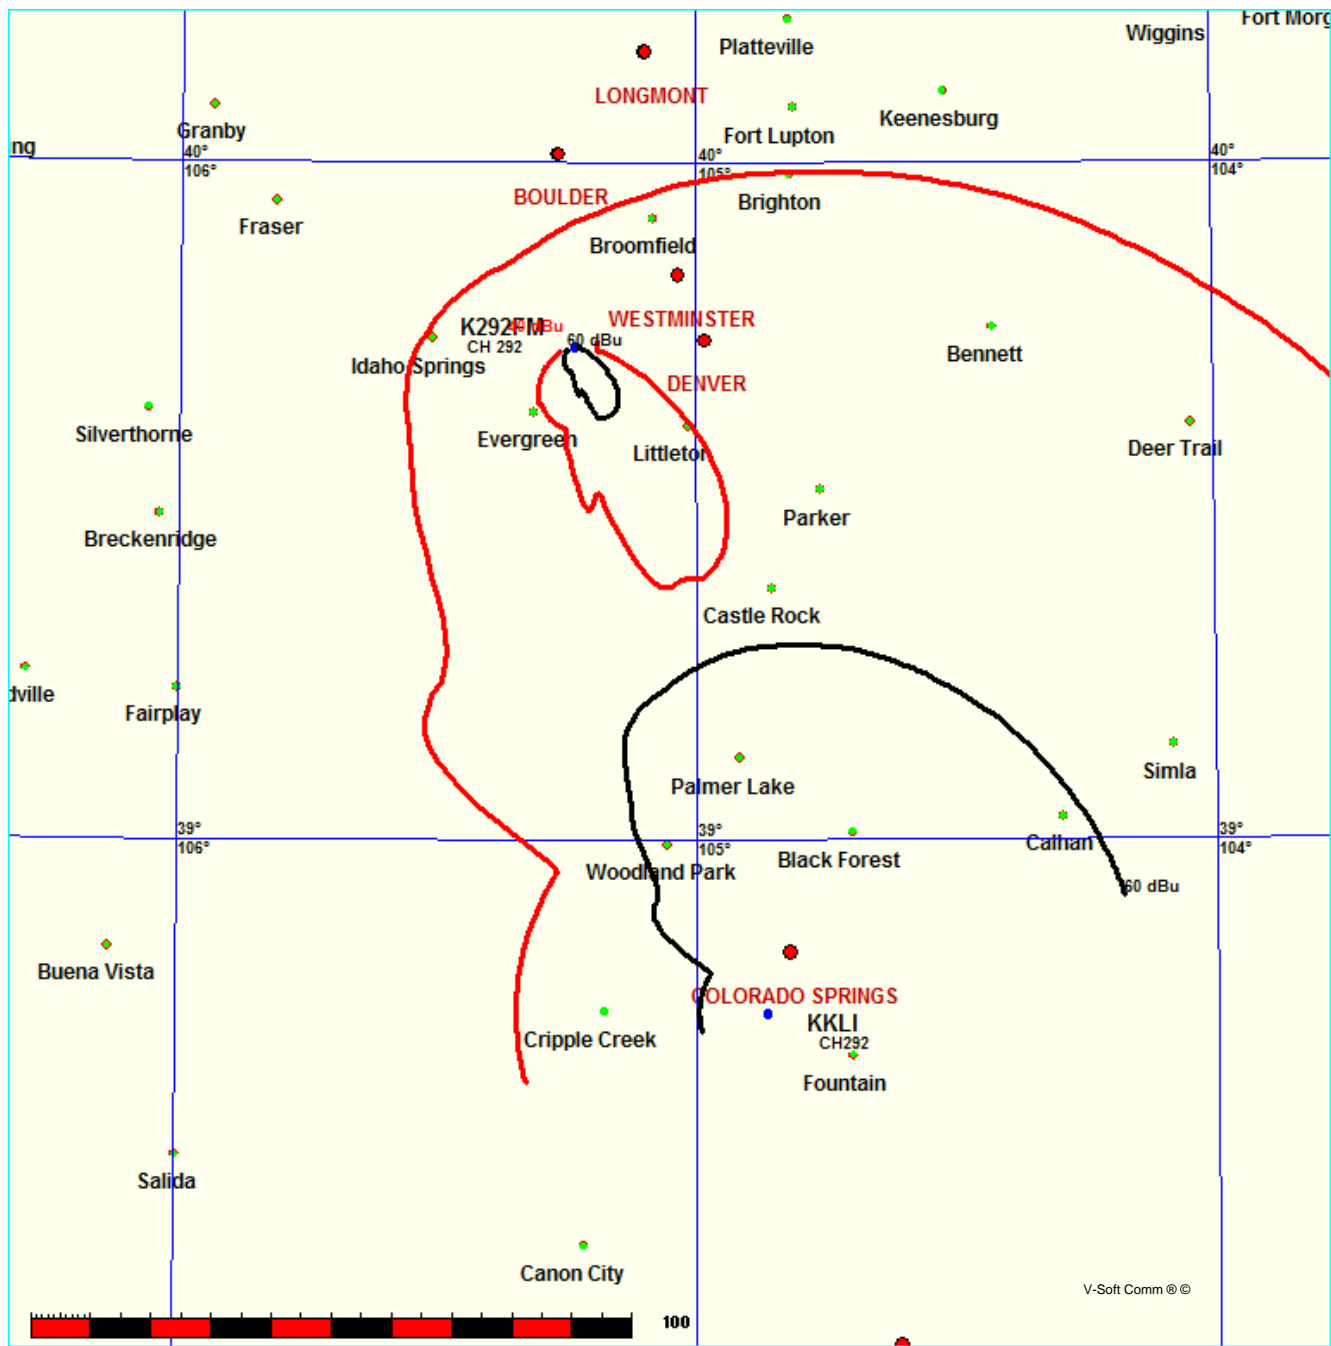 Fort Morg
Wiggins
Platteville
LONGMONT
Keenesburg
Granby
Fort Lupton
ng
40°
106°
40°
105°
40°
104°
BOULDER
Brighton
Fraser
Broomfield
WESTMINSTER
K292FM
60 dBu
CH 292
Bennett
Idaho Springs
DENVER
Silverthorne
Evergreen
Littleton
Deer Trail
Parker
Breckenridge
Castle Rock
dville
Fairplay
Simla
Palmer Lake
39°
106°
39°
105°
39°
104°
Calhan
Black Forest
Woodland Park
60 dBu
Buena Vista
COLORADO SPRINGS
KKLI
CH292
Cripple Creek
Fountain
Salida
Canon City
V-Soft Comm ® ©
100